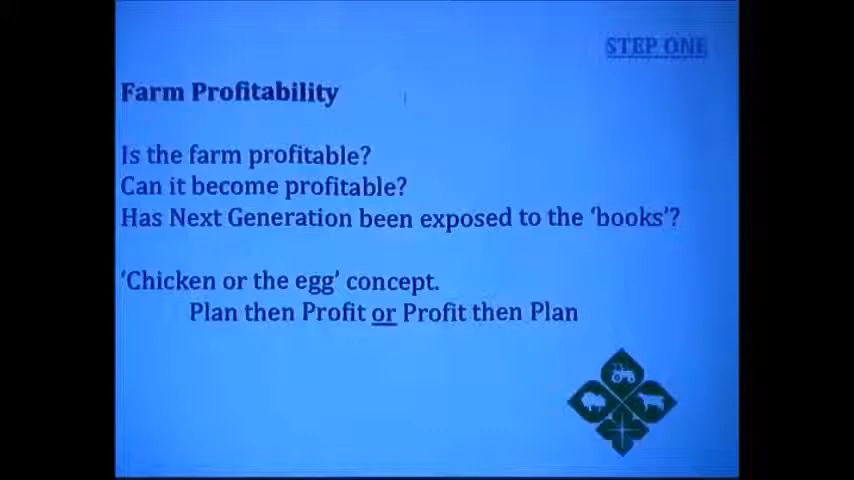 STEP ONE
Farm Profitability
Is the farm profitable?
Can it become profitable?
Has Next Generation been exposed to the ‘books’?
‘Chicken or the egg’ concept.
Plan then Profit or Profit then Plan